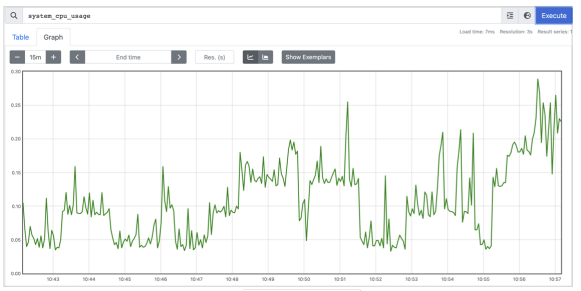 system_cpu_usage
Execute
Load time: 7ms Resolution: 3s Result series: 1
Table Graph
− 15m + < End time > Res. (s) Show Exemplars
0.30
0.25
0.20
0.15
0.10
0.05
0.00
10:43 10:44 10:45 10:46 10:47 10:48 10:49 10:50 10:51 10:52 10:53 10:54 10:55 10:56 10:57